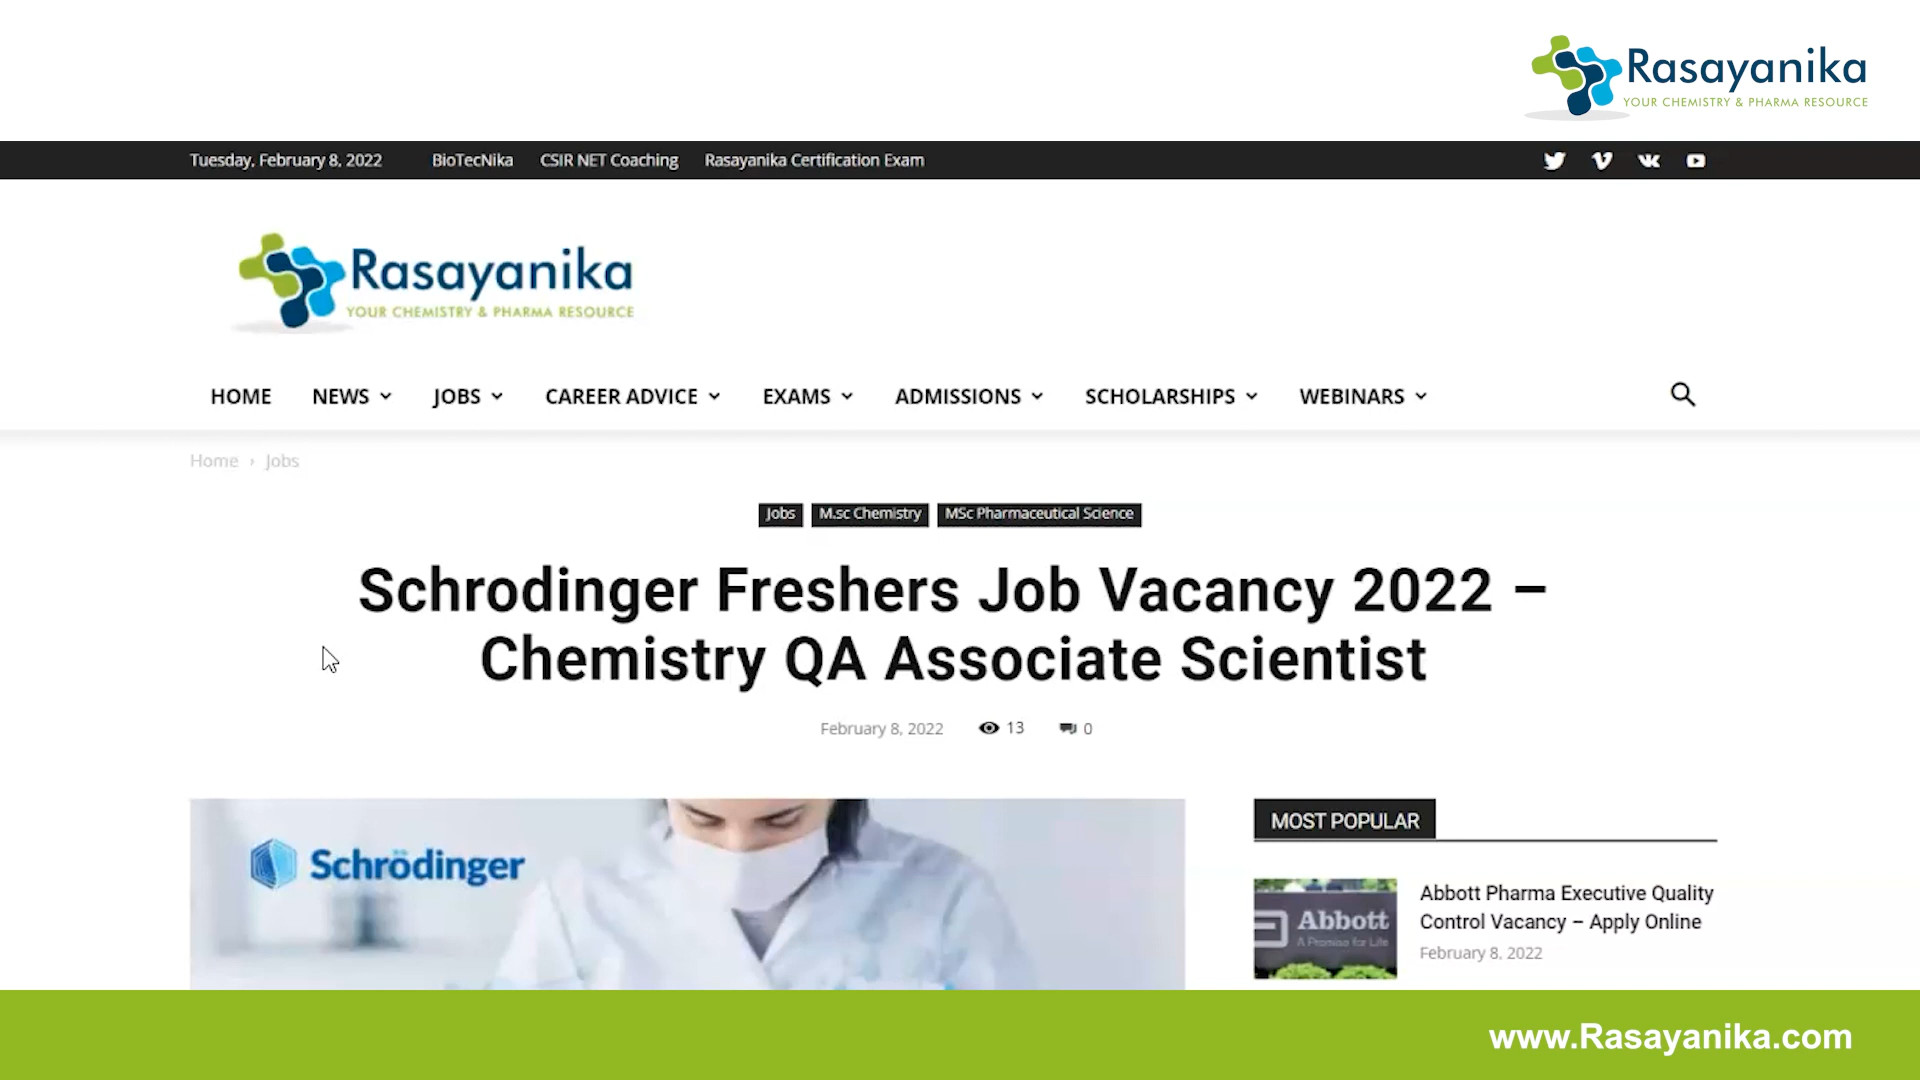 Rasayanika
YOUR CHEMISTRY & PHARMA RESOURCE
Tuesday, February 8, 2022 BioTecNika CSIR NET Coaching Rasayanika Certification Exam
Rasayanika
YOUR CHEMISTRY & PHARMA RESOURCE
HOME NEWS JOBS CAREER ADVICE EXAMS ADMISSIONS SCHOLARSHIPS WEBINARS
Home › Jobs
Jobs M.sc Chemistry MSc Pharmaceutical Science
Schrodinger Freshers Job Vacancy 2022 –
Chemistry QA Associate Scientist
February 8, 2022 13 0
Schrödinger
MOST POPULAR
Abbott
A Promise for Life
Abbott Pharma Executive Quality
Control Vacancy – Apply Online
February 8, 2022
www.Rasayanika.com